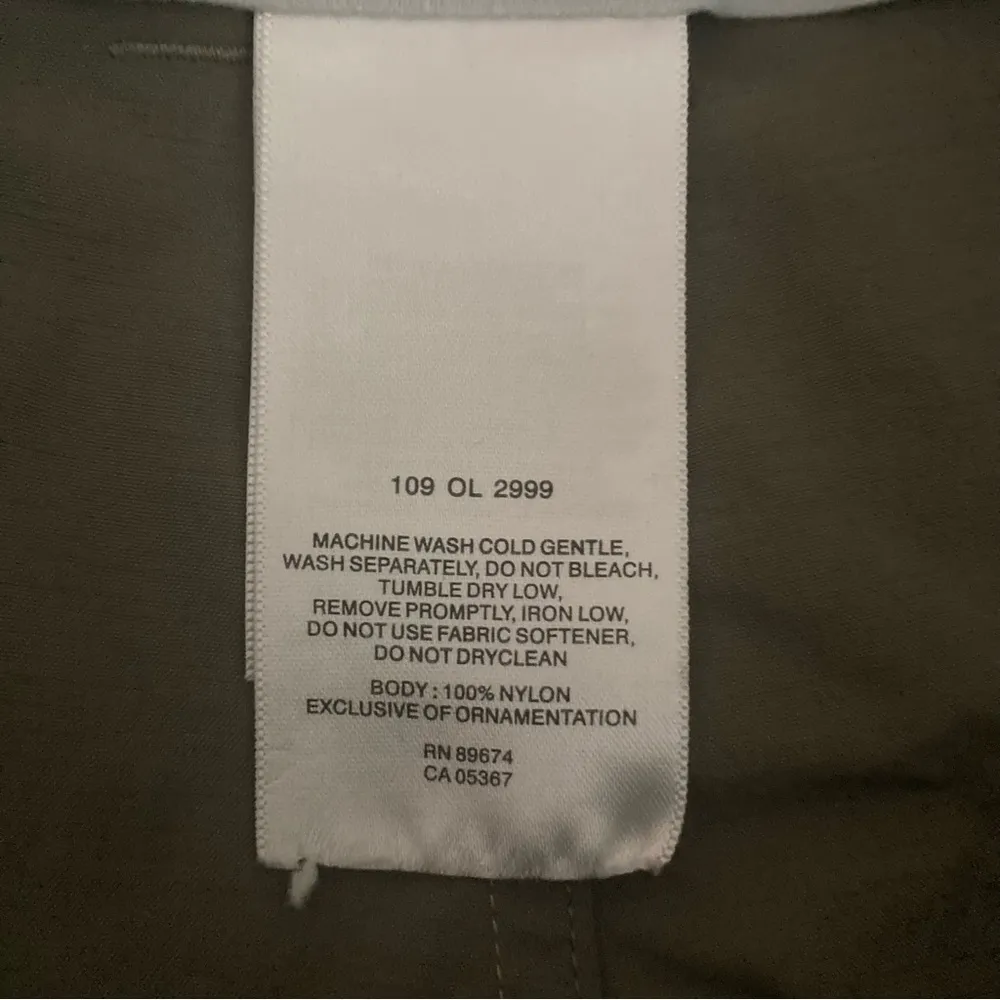 109 OL 2999
MACHINE WASH COLD GENTLE,
WASH SEPARATELY, DO NOT BLEACH,
TUMBLE DRY LOW,
REMOVE PROMPTLY, IRON LOW,
DO NOT USE FABRIC SOFTENER,
DO NOT DRYCLEAN
BODY : 100% NYLON
EXCLUSIVE OF ORNAMENTATION
RN 89674
CA 05367